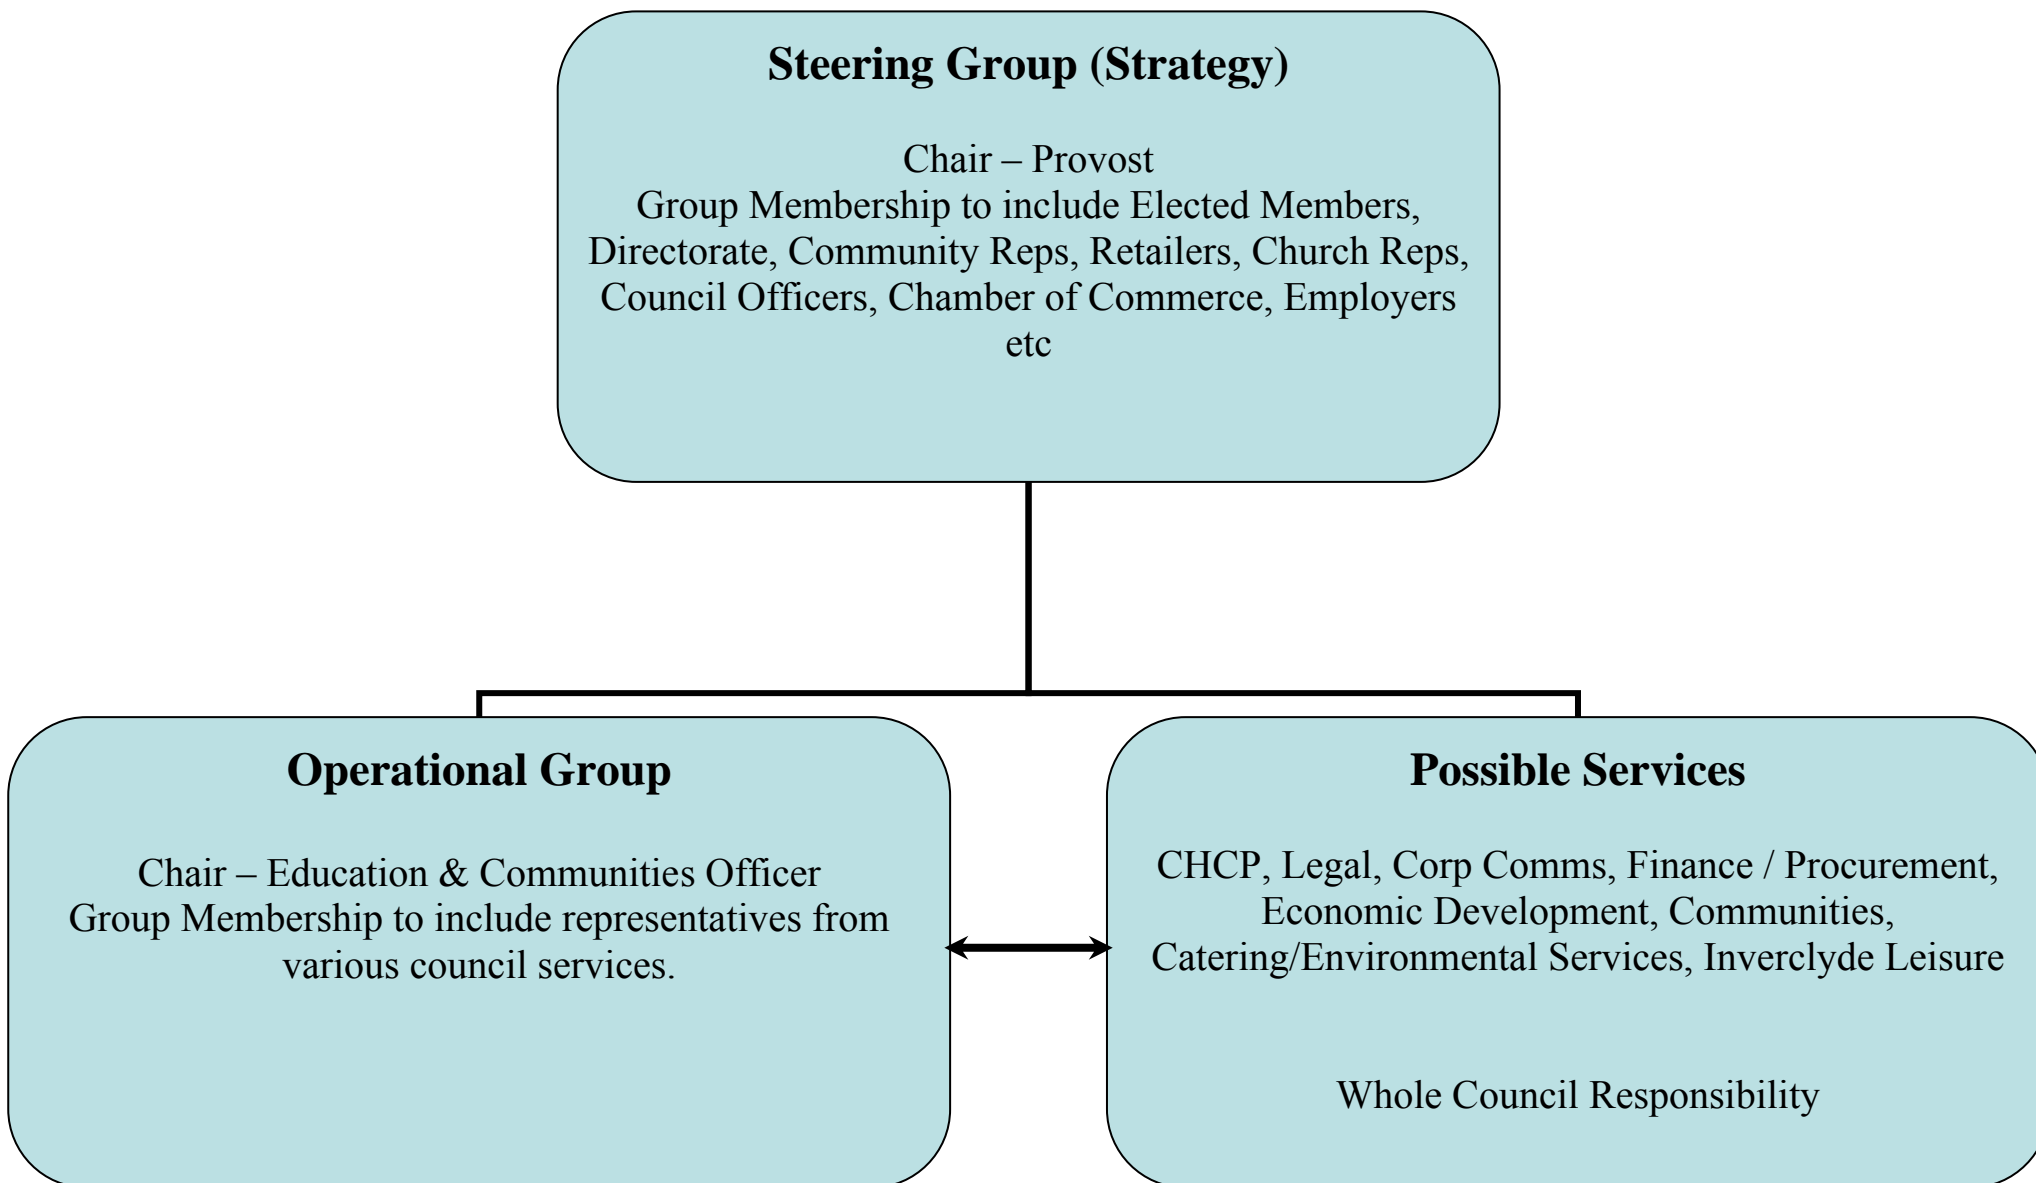 Steering Group (Strategy)
Chair – Provost
Group Membership to include Elected Members,
Directorate, Community Reps, Retailers, Church Reps,
Council Officers, Chamber of Commerce, Employers
etc
Operational Group
Chair – Education & Communities Officer
Group Membership to include representatives from
various council services.
Possible Services
CHCP, Legal, Corp Comms, Finance / Procurement,
Economic Development, Communities,
Catering/Environmental Services, Inverclyde Leisure
Whole Council Responsibility